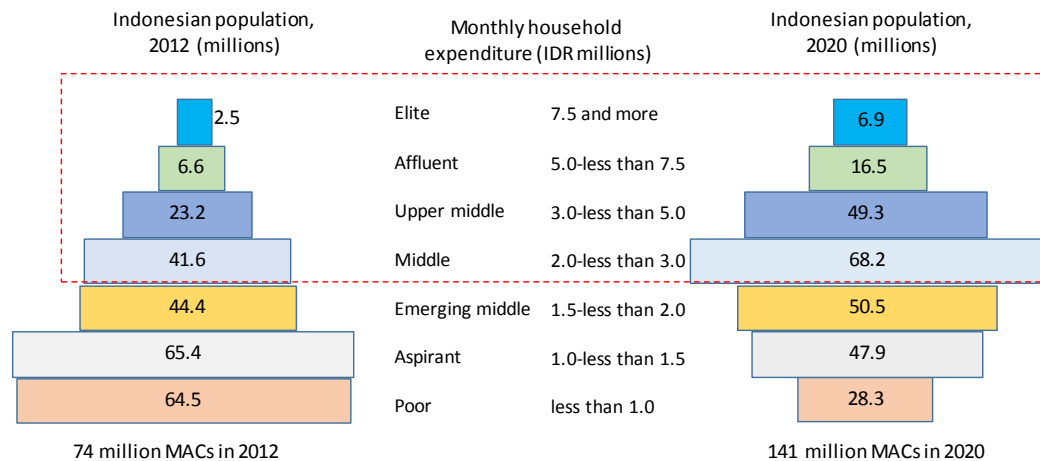 Indonesian population,
2012 (millions)
Monthly household
expenditure (IDR millions)
Indonesian population,
2020 (millions)
2.5 Elite 7.5 and more 6.9
6.6 Affluent 5.0-less than 7.5 16.5
23.2 Upper middle 3.0-less than 5.0 49.3
41.6 Middle 2.0-less than 3.0 68.2
44.4 Emerging middle 1.5-less than 2.0 50.5
65.4 Aspirant 1.0-less than 1.5 47.9
64.5 Poor less than 1.0 28.3
74 million MACs in 2012 141 million MACs in 2020